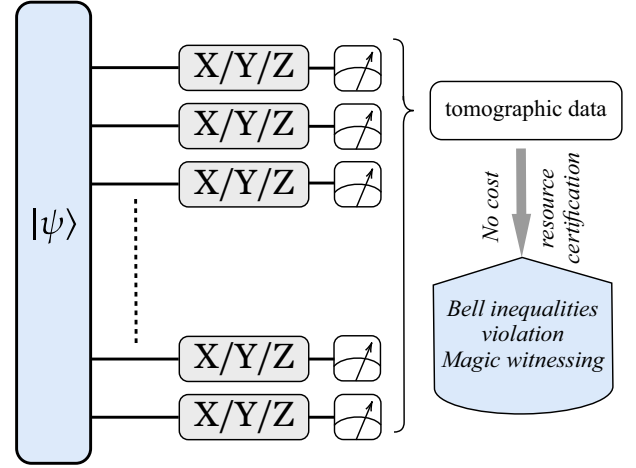 |ψ⟩
X/Y/Z
X/Y/Z
X/Y/Z
X/Y/Z
X/Y/Z
tomographic data
No cost
resource
certification
Bell inequalities
violation
Magic witnessing